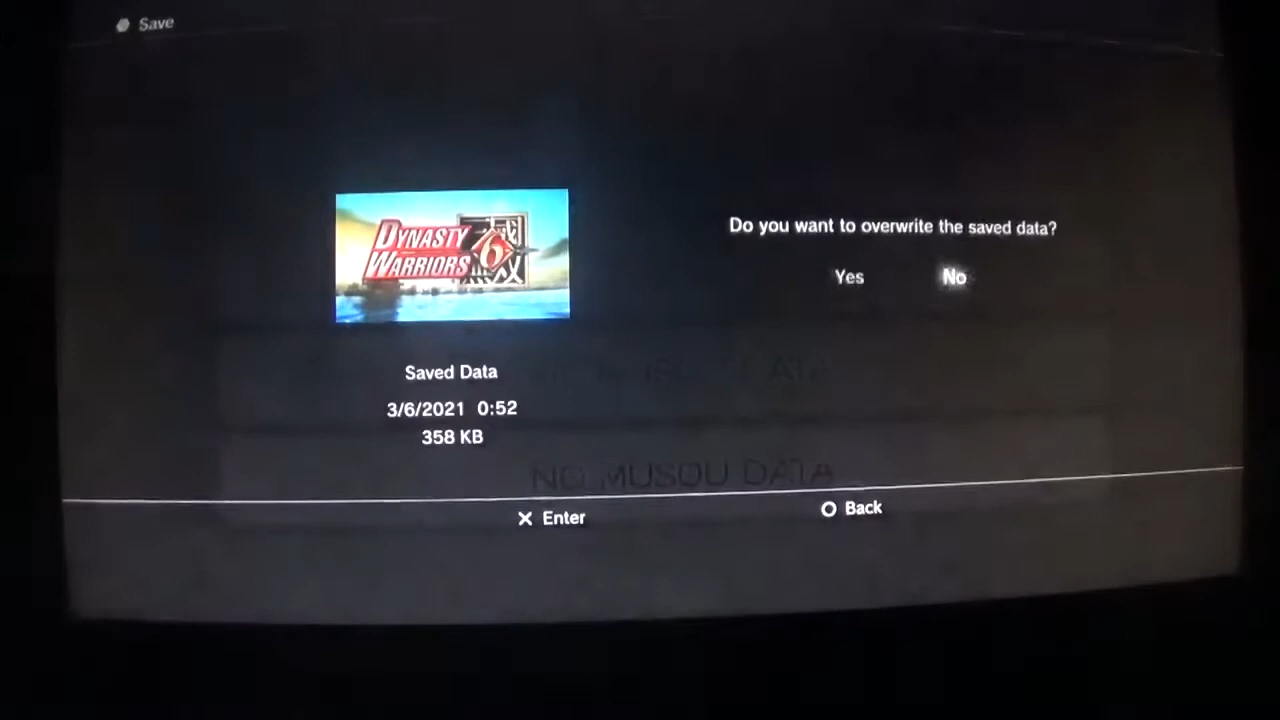 Save
DYNASTY
WARRIORS 6
Do you want to overwrite the saved data?
Yes No
Saved Data
3/6/2021 0:52
358 KB
NO MUSOU DATA
X Enter
O Back